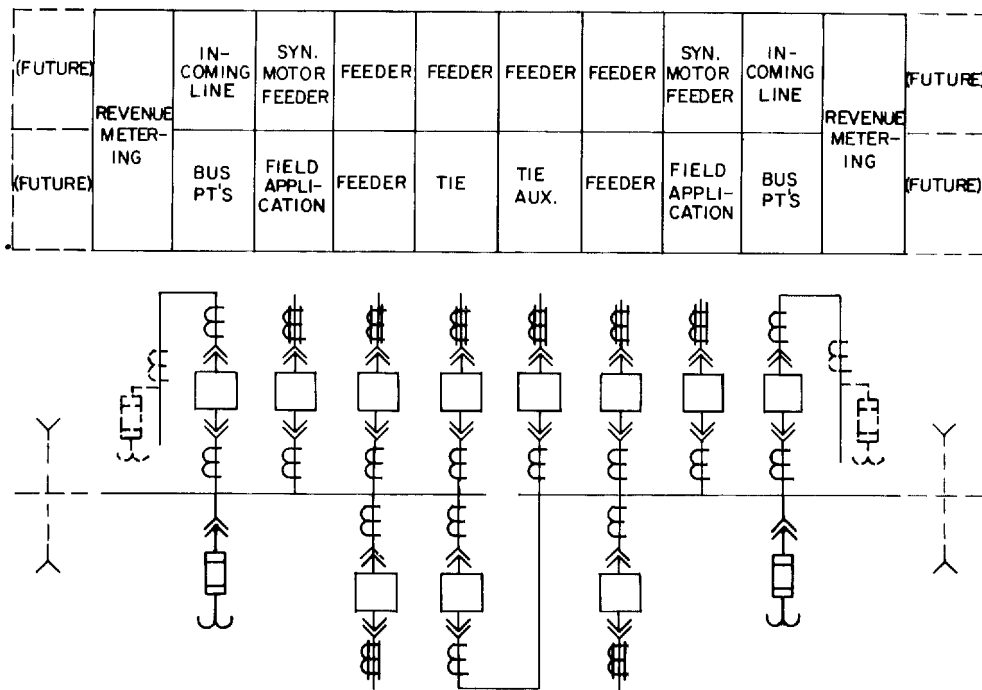 (FUTURE)
REVENUE
METER-
ING
IN-
COMING
LINE
SYN.
MOTOR
FEEDER
FEEDER
FEEDER
FEEDER
FEEDER
SYN.
MOTOR
FEEDER
IN-
COMING
LINE
REVENUE
METER-
ING
(FUTURE)
(FUTURE)
BUS
PT'S
FIELD
APPLI-
CATION
FEEDER
TIE
TIE
AUX.
FEEDER
FIELD
APPLI-
CATION
BUS
PT'S
(FUTURE)